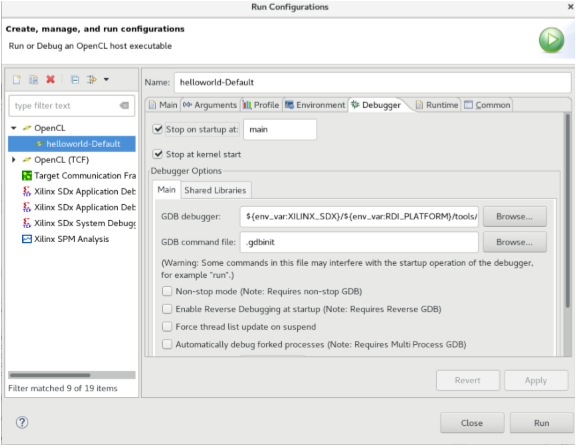 Run Configurations
Create, manage, and run configurations
Run or Debug an OpenCL host executable
type filter text
OpenCL
helloworld-Default
OpenCL (TCF)
Target Communication Fra
Xilinx SDx Application Deb
Xilinx SDx Application Deb
Xilinx SDx System Debugg
Xilinx SPM Analysis
Filter matched 9 of 19 items
Name: helloworld-Default
Main Arguments Profile Environment Debugger Runtime Common
Stop on startup at: main
Stop at kernel start
Debugger Options
Main Shared Libraries
GDB debugger: ${env_var:XILINX_SDX}/${env_var:RDI_PLATFORM}/tools/ Browse...
GDB command file: .gdbinit Browse...
(Warning: Some commands in this file may interfere with the startup operation of the debugger,
for example "run".)
Non-stop mode (Note: Requires non-stop GDB)
Enable Reverse Debugging at startup (Note: Requires Reverse GDB)
Force thread list update on suspend
Automatically debug forked processes (Note: Requires Multi Process GDB)
Revert Apply
Close Run